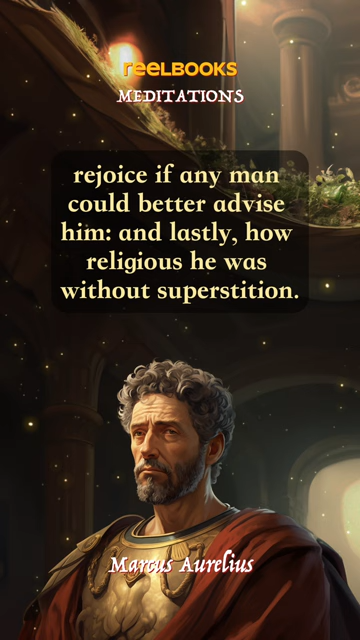 reelbooks
MEDITATIONS
rejoice if any man
could better advise
him: and lastly, how
religious he was
without superstition.
Marcus Aurelius